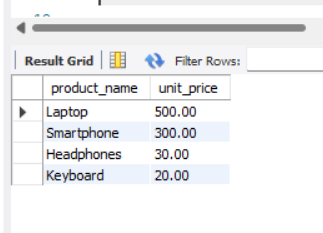 Result Grid Filter Rows:
product_name unit_price
Laptop 500.00
Smartphone 300.00
Headphones 30.00
Keyboard 20.00